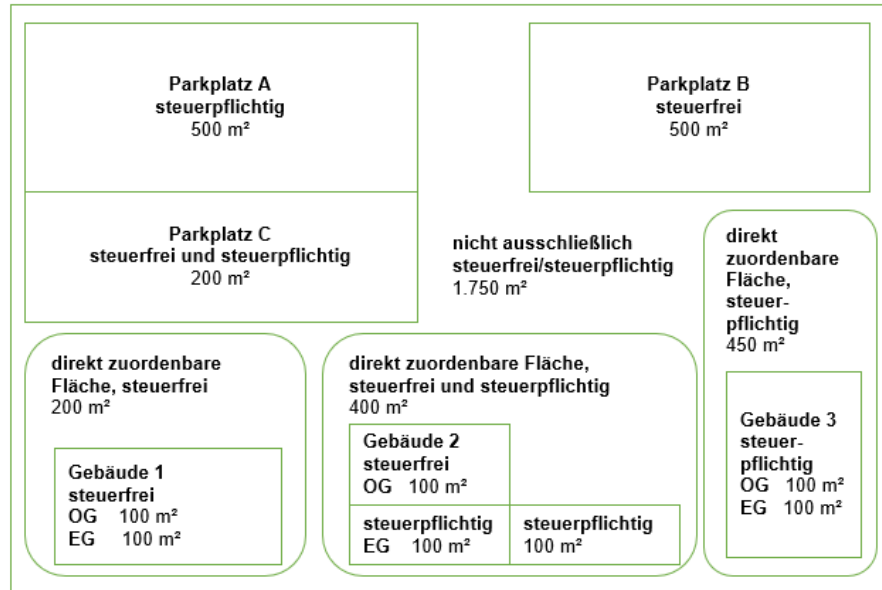 Parkplatz A
steuerpflichtig
500 m²
Parkplatz B
steuerfrei
500 m²
Parkplatz C
steuerfrei und steuerpflichtig
200 m²
nicht ausschließlich
steuerfrei/steuerpflichtig
1.750 m²
direkt
zuordenbare
Fläche,
steuer-
pflichtig
450 m²
direkt zuordenbare
Fläche, steuerfrei
200 m²
direkt zuordenbare Fläche,
steuerfrei und steuerpflichtig
400 m²
Gebäude 1
steuerfrei
OG 100 m²
EG 100 m²
Gebäude 2
steuerfrei
OG 100 m²
steuerpflichtig
EG 100 m²
steuerpflichtig
100 m²
Gebäude 3
steuer-
pflichtig
OG 100 m²
EG 100 m²